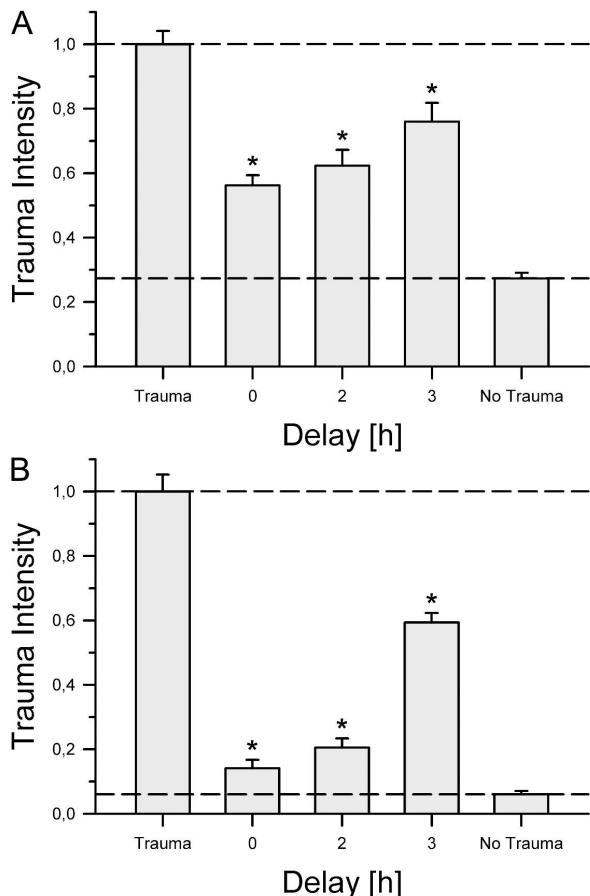 A
Trauma Intensity
1,0
0,8
0,6
0,4
0,2
0,0
*
*
*
Trauma 0 2 3 No Trauma
Delay [h]
B
Trauma Intensity
1,0
0,8
0,6
0,4
0,2
0,0
*
*
*
Trauma 0 2 3 No Trauma
Delay [h]